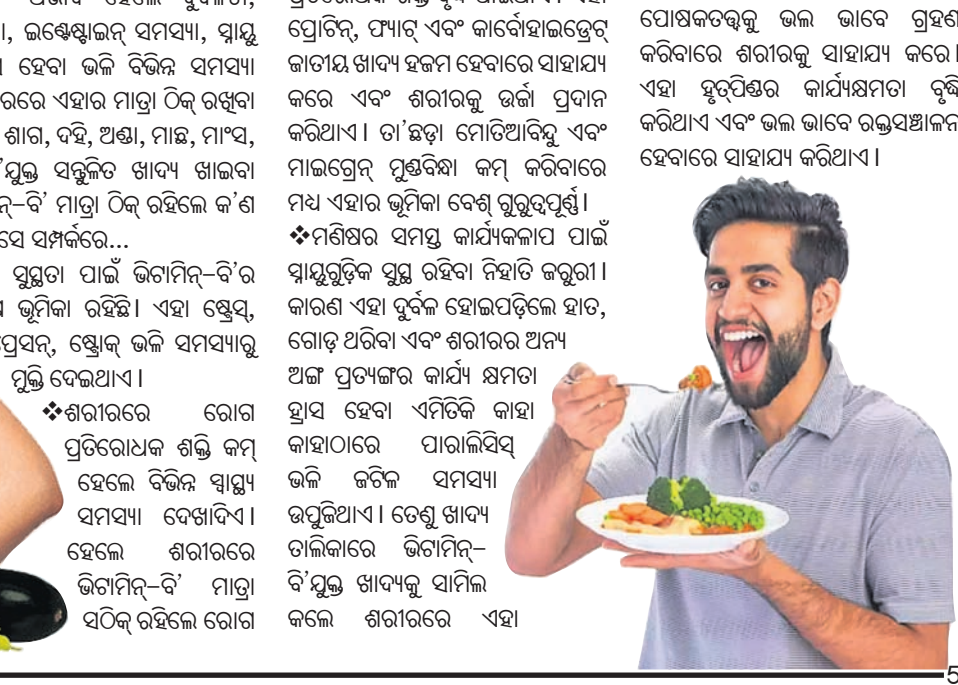 ଅଭାବ ହେଲେ ଦୁର୍ବଳତା,
ଇଣ୍ଟେଷ୍ଟାଇନ୍ ସମସ୍ୟା, ସ୍ନାୟୁ
ହେବା ଭଳି ବିଭିନ୍ନ ସମସ୍ୟା
ରରେ ଏହାର ମାତ୍ରା ଠିକ୍ ରଖିବା
ଶାଗ, ଦହି, ଅଣ୍ଡା, ମାଛ, ମାଂସ,
’ଯୁକ୍ତ ସନ୍ତୁଳିତ ଖାଦ୍ୟ ଖାଇବା
ନ୍-ବି’ ମାତ୍ରା ଠିକ୍ ରହିଲେ କ’ଣ
ସେ ସମ୍ପର୍କରେ...
ସୁସ୍ଥତା ପାଇଁ ଭିଟାମିନ୍-ବି’ର
ଭୂମିକା ରହିଛି। ଏହା ଷ୍ଟ୍ରେସ୍,
ପ୍ରେସନ୍, ଷ୍ଟ୍ରୋକ୍ ଭଳି ସମସ୍ୟାରୁ
ମୁକ୍ତି ଦେଇଥାଏ।
❖ଶରୀରରେ ରୋଗ
ପ୍ରତିରୋଧକ ଶକ୍ତି କମ୍
ହେଲେ ବିଭିନ୍ନ ସ୍ୱାସ୍ଥ୍ୟ
ସମସ୍ୟା ଦେଖାଦିଏ।
ହେଲେ ଶରୀରରେ
ଭିଟାମିନ୍-ବି’ ମାତ୍ରା
ସଠିକ୍ ରହିଲେ ରୋଗ
ପ୍ରୋଟିନ୍, ଫ୍ୟାଟ୍ ଏବଂ କାର୍ବୋହାଇଡ୍ରେଟ୍
ଜାତୀୟ ଖାଦ୍ୟ ହଜମ ହେବାରେ ସାହାଯ୍ୟ
କରେ ଏବଂ ଶରୀରକୁ ଉର୍ଜା ପ୍ରଦାନ
କରିଥାଏ। ତା’ଛଡ଼ା ମୋତିଆବିନ୍ଦୁ ଏବଂ
ମାଇଗ୍ରେନ୍ ମୁଣ୍ଡବିନ୍ଧା କମ୍ କରିବାରେ
ମଧ୍ୟ ଏହାର ଭୂମିକା ବେଶ୍ ଗୁରୁତ୍ୱପୂର୍ଣ୍ଣ।
❖ମଣିଷର ସମସ୍ତ କାର୍ଯ୍ୟକଳାପ ପାଇଁ
ସ୍ନାୟୁଗୁଡ଼ିକ ସୁସ୍ଥ ରହିବା ନିହାତି ଜରୁରୀ।
କାରଣ ଏହା ଦୁର୍ବଳ ହୋଇପଡ଼ିଲେ ହାତ,
ଗୋଡ଼ ଥରିବା ଏବଂ ଶରୀରର ଅନ୍ୟ
ଅଙ୍ଗ ପ୍ରତ୍ୟଙ୍ଗର କାର୍ଯ୍ୟ କ୍ଷମତା
ହ୍ରାସ ହେବା ଏମିତିକି କାହା
କାହାଠାରେ ପାରାଲିସିସ୍
ଭଳି ଜଟିଳ ସମସ୍ୟା
ଉପୁଜିଥାଏ। ତେଣୁ ଖାଦ୍ୟ
ତାଲିକାରେ ଭିଟାମିନ୍-
ବି’ଯୁକ୍ତ ଖାଦ୍ୟକୁ ସାମିଲ
କଲେ ଶରୀରରେ ଏହା
ପୋଷକତତ୍ତ୍ୱକୁ ଭଲ ଭାବେ ଗ୍ରହଣ
କରିବାରେ ଶରୀରକୁ ସାହାଯ୍ୟ କରେ।
ଏହା ହୃତ୍‌ପିଣ୍ଡର କାର୍ଯ୍ୟକ୍ଷମତା ବୃଦ୍ଧି
କରିଥାଏ ଏବଂ ଭଲ ଭାବେ ରକ୍ତସଞ୍ଚାଳନ
ହେବାରେ ସାହାଯ୍ୟ କରିଥାଏ।
5